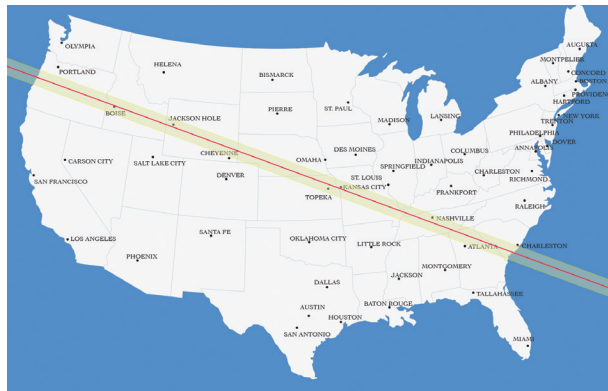 OLYMPIA
PORTLAND
HELENA
BISMARCK
AUGUSTA
MONTPELIER
CONCORD
BOSTON
ALBANY
PROVIDENC
HARTFORD
NEW YORK
TRENTON
PHILADELPHIA
DOVER
ANNAPOLIS
BOISE
JACKSON HOLE
PIERRE
ST. PAUL
MADISON
LANSING
CARSON CITY
SALT LAKE CITY
CHEYENNE
DENVER
OMAHA
DES MOINES
SPRINGFIELD
INDIANAPOLIS
COLUMBUS
CHARLESTON
RICHMOND
SAN FRANCISCO
ST. LOUIS
KANSAS CITY
TOPEKA
FRANKFORT
RALEIGH
LOS ANGELES
PHOENIX
SANTA FE
OKLAHOMA CITY
LITTLE ROCK
NASHVILLE
ATLANTA
CHARLESTON
MONTGOMERY
JACKSON
DALLAS
TALLAHASSEE
AUSTIN
HOUSTON
BATON ROUGE
SAN ANTONIO
MIAMI